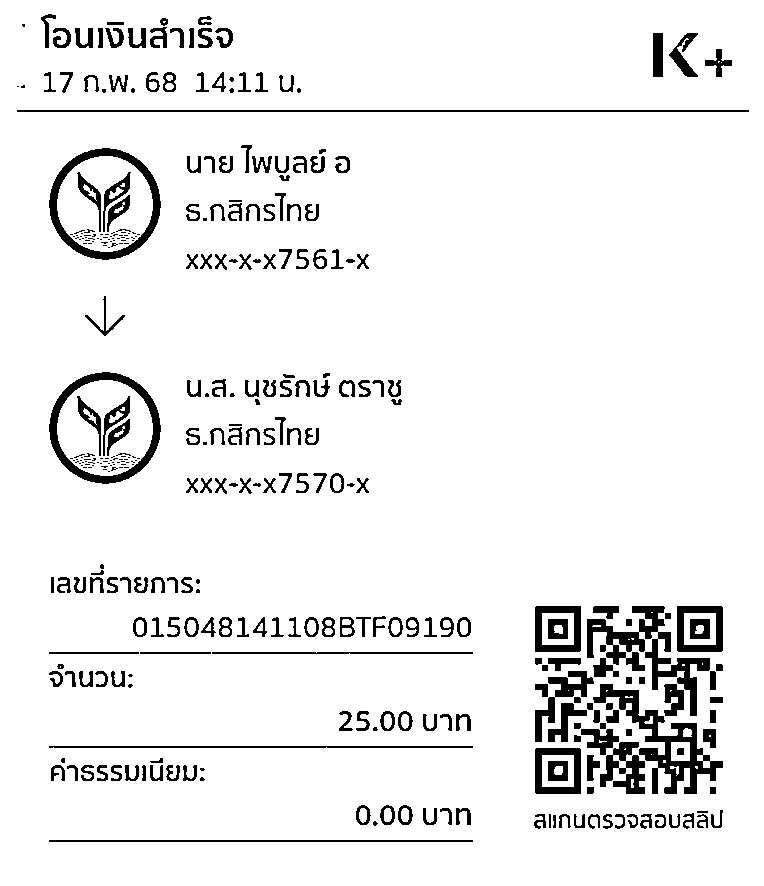 โอนเงินสำเร็จ
17 ก.พ. 68 14:11 น.
K+
นาย ไพบูลย์ อ
ธ.กสิกรไทย
xxx-x-x7561-x
น.ส. นุชรักษ์ ตราชู
ธ.กสิกรไทย
xxx-x-x7570-x
เลขที่รายการ:
015048141108BTF09190
จำนวน:
25.00 บาท
ค่าธรรมเนียม:
0.00 บาท
สแกนตรวจสอบสลิป